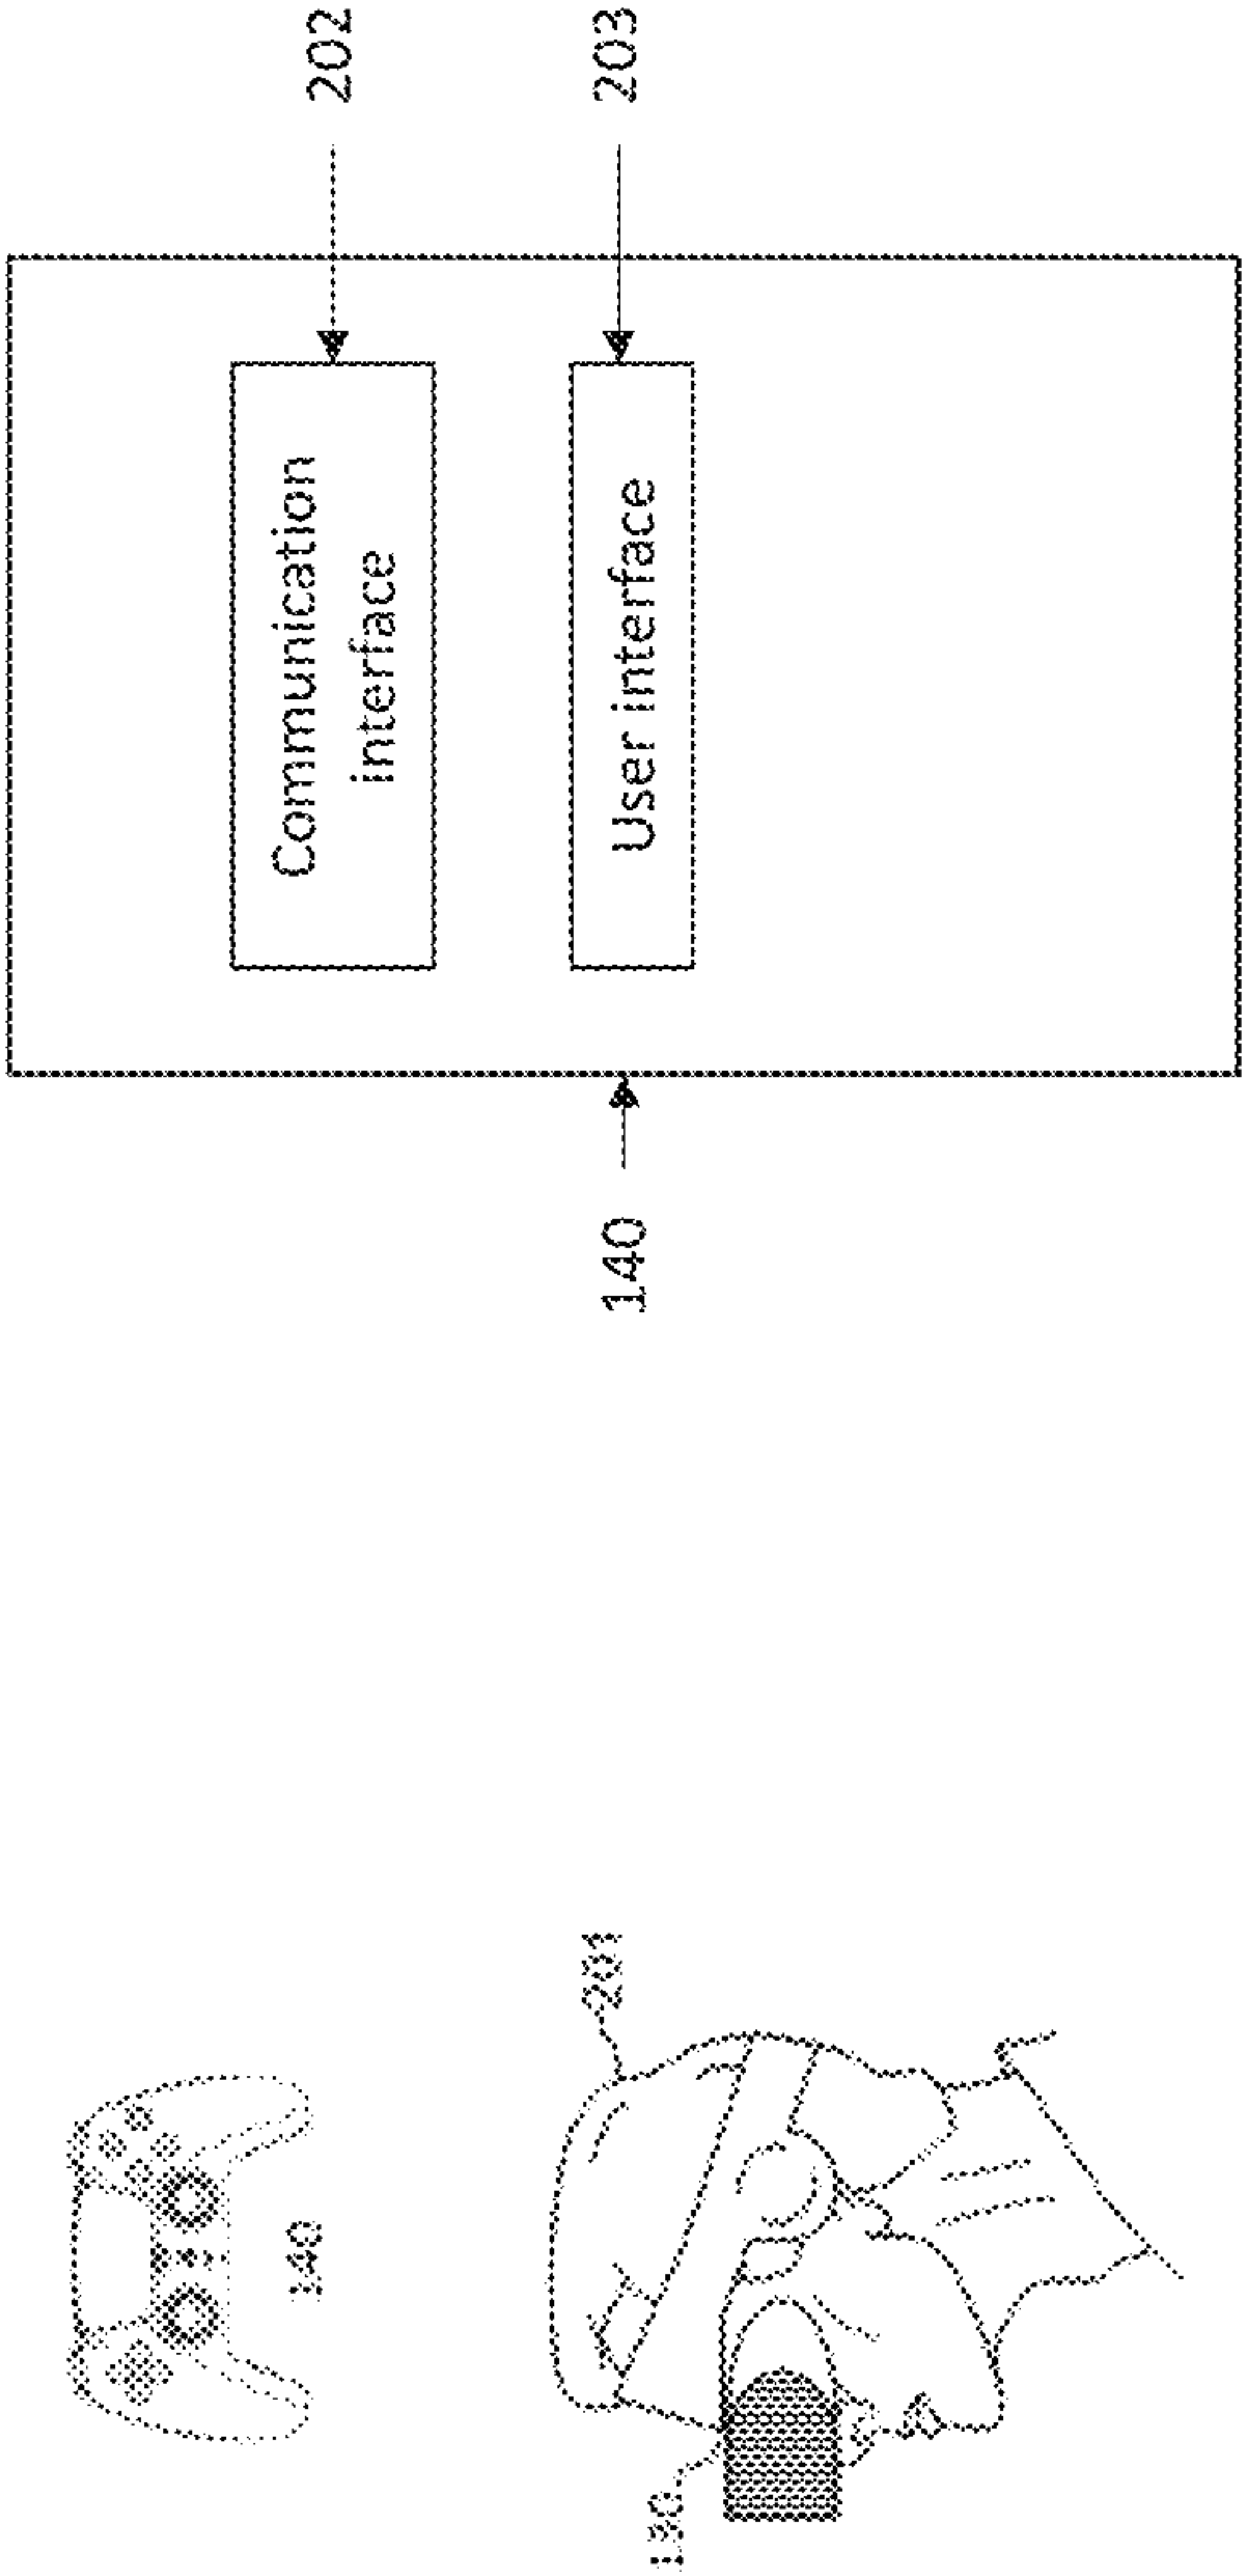 140
201
130
Communication
interface
202
140
User interface
203